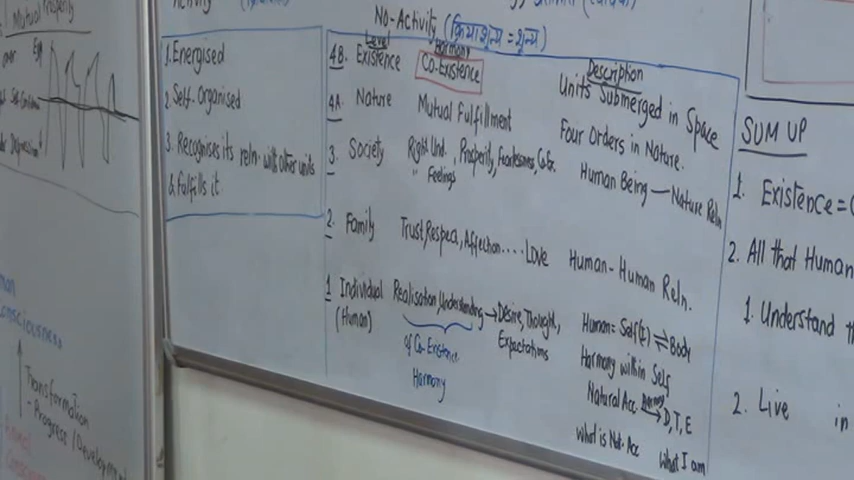 Mutual Prosperity
Activity
No-Activity (क्रिया शून्य = शून्य)
1. Energised
2. Self-Organised
3. Recognises its reln. with other units
& Fulfills it.
Level Harmony Description
4B. Existence Co-Existence Units Submerged in Space
4A. Nature Mutual Fulfillment Four Orders in Nature.
3. Society Right Und., Prosperity, Fearlessness, Co-Ex. Human Being — Nature Reln
" Feelings
2. Family Trust, Respect, Affection..... Love Human - Human Reln.
1 Individual Realisation, Understanding → Desire, Thought, Human = Self(I) ⇌ Body
(Human) Expectations
of Co-Existence Harmony within Self
Harmony Natural Acc. → D, T, E
What is Nat. Acc What I am
SUM UP
1. Existence =
2. All that Human
1. Understand
2. Live in
Consciousness
Transformation
- Progress / Development